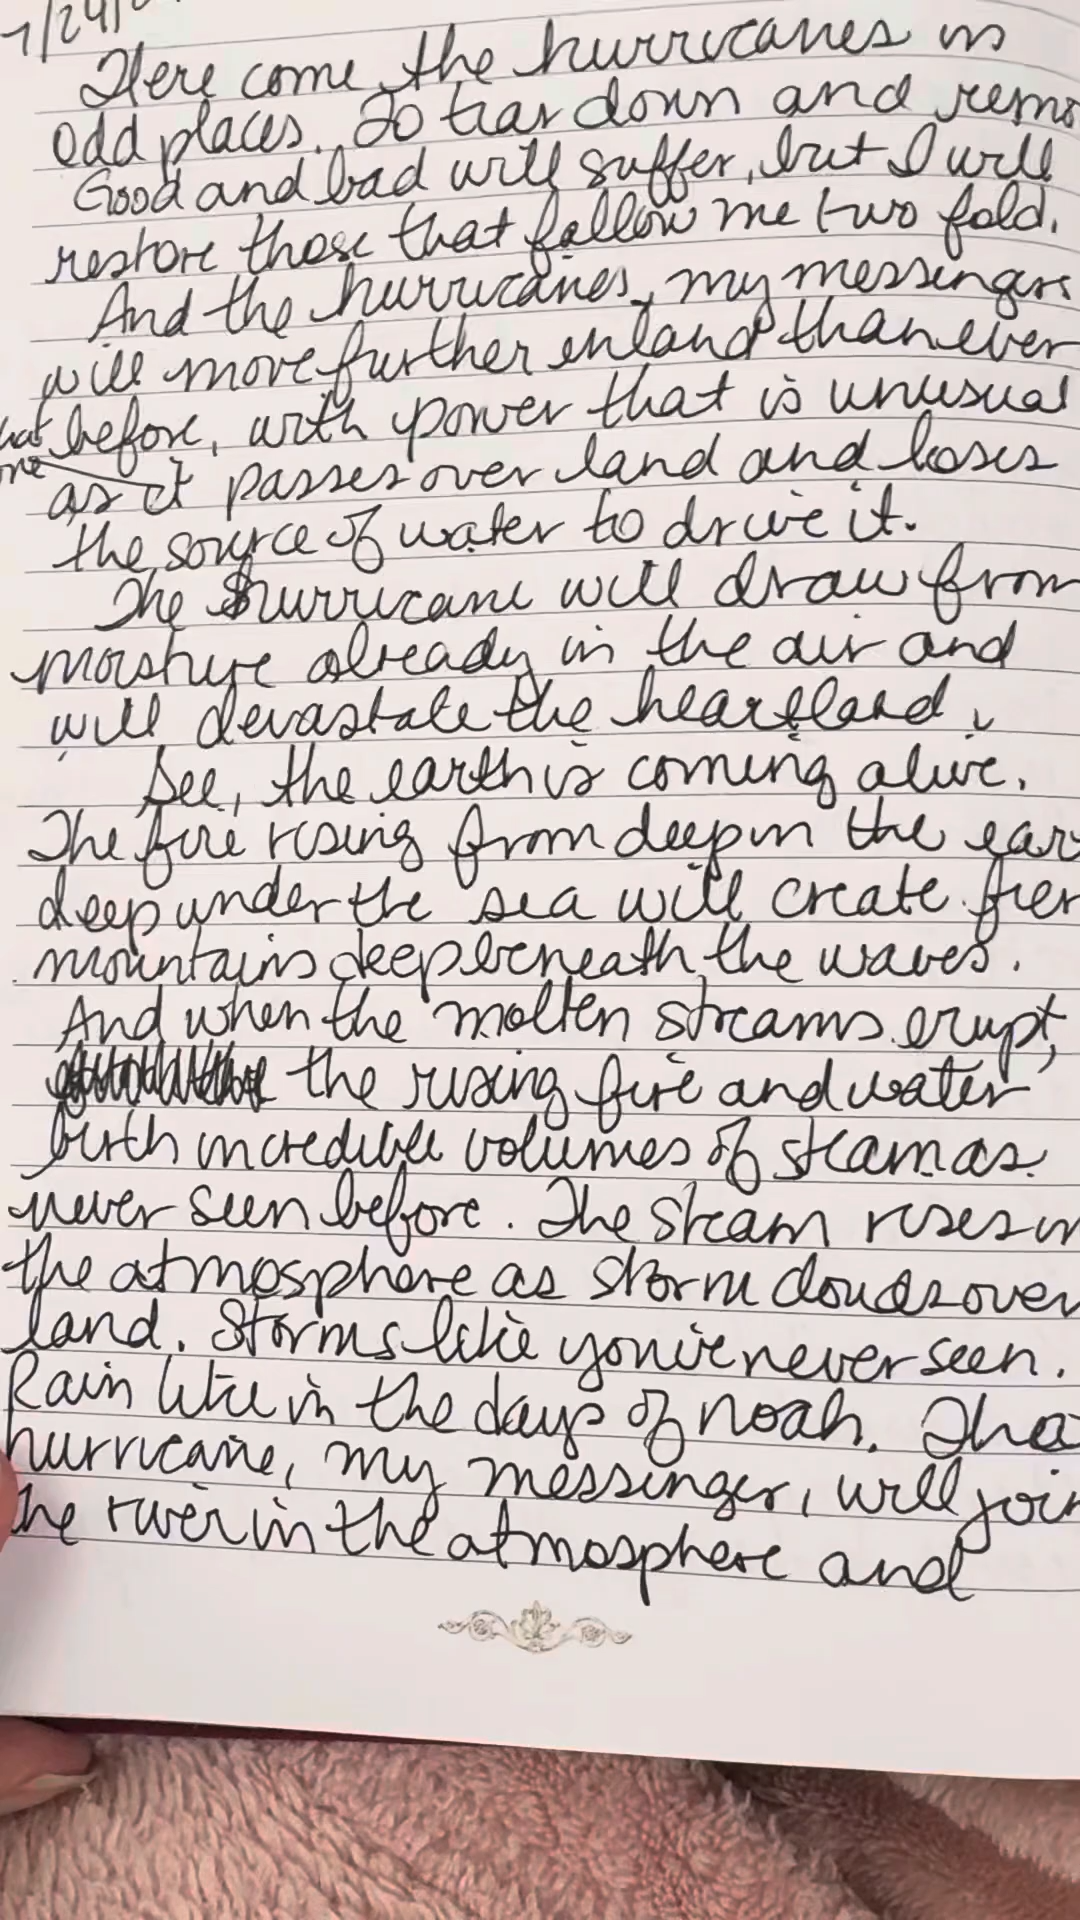 7/24/
Here come the hurricanes in
odd places. To tear down and remo
Good and bad will suffer, but I will
restore those that follow me two fold.
And the hurricanes, my messengers
will move further inland than ever
before, with power that is unusual
as it passes over land and loses
the source of water to drive it.
The hurricane will draw from
moisture already in the air and
will devastate the heartland.
See, the earth is coming alive.
The fire rising from deep in the ear
deep under the sea will create fier
mountains deep beneath the waves.
And when the molten streams erupt,
the rising fire and water
birth incredible volumes of steam as
never seen before. The steam rises in
the atmosphere as storm clouds over
land. Storms like you've never seen.
Rain like in the days of noah. Tha
hurricane, my messenger, will join
he river in the atmosphere and